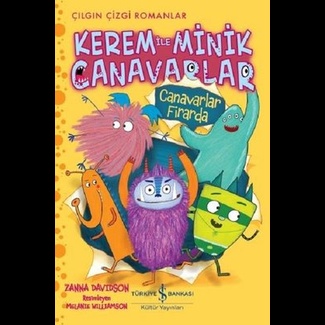 ÇILGIN ÇİZGİ ROMANLAR
KEREM İLE MİNİK
CANAVARLAR
Canavarlar
Firarda
ZANNA DAVIDSON
Resimleyen
MELANIE WILLIAMSON
TÜRKİYE İŞ BANKASI
Kültür Yayınları